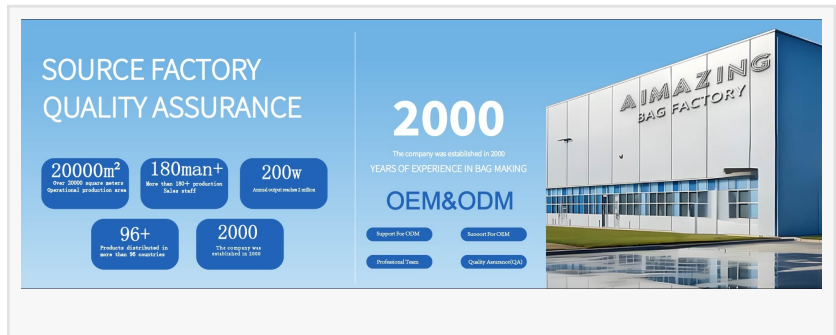 SOURCE FACTORY
QUALITY ASSURANCE
20000m²
Over 20000 square meters
Operational production area
180man+
More than 180+ production
Sales staff
200w
Annual output reaches 2 million
96+
Products distributed in
more than 96 countries
2000
The company was
established in 2000
2000
The company was established in 2000
YEARS OF EXPERIENCE IN BAG MAKING
OEM&ODM
Support For ODM
Support For OEM
Professional Team
Quality Assurance(QA)
AIMAZING
BAG FACTORY